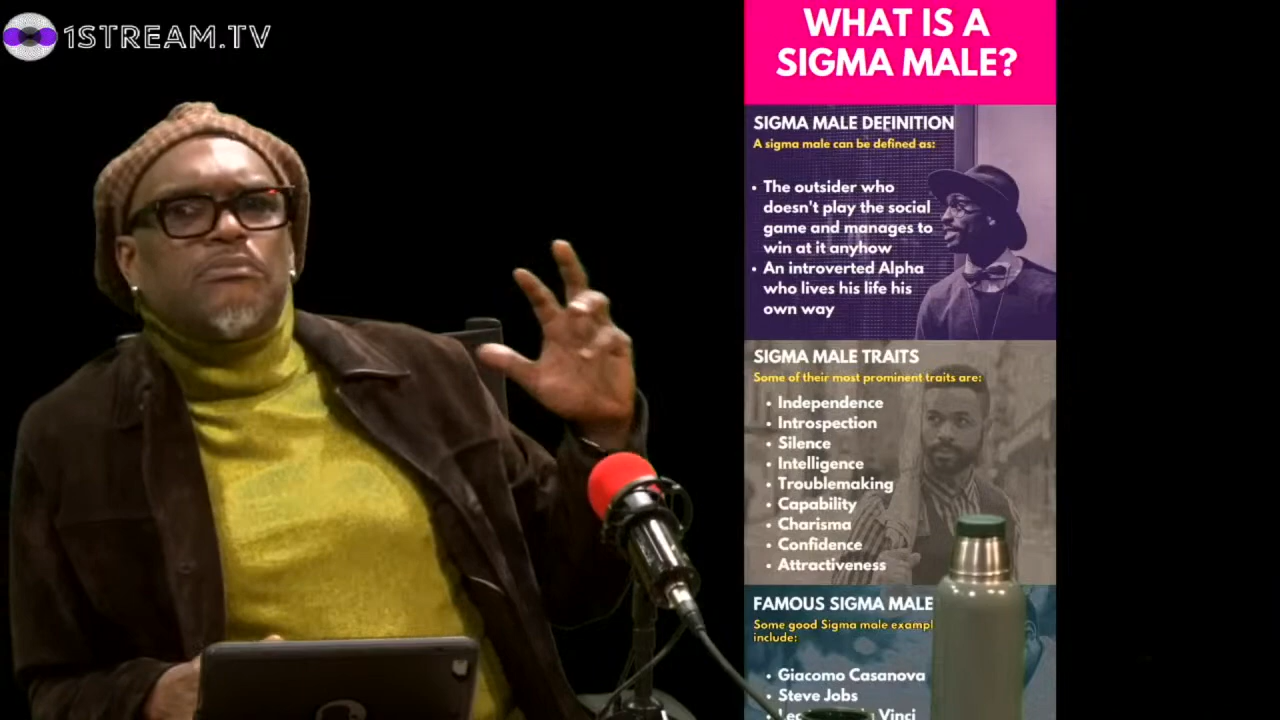 1STREAM.TV
WHAT IS A
SIGMA MALE?
SIGMA MALE DEFINITION
A sigma male can be defined as:
• The outsider who
doesn't play the social
game and manages to
win at it anyhow
• An introverted Alpha
who lives his life his
own way
SIGMA MALE TRAITS
Some of their most prominent traits are:
• Independence
• Introspection
• Silence
• Intelligence
• Troublemaking
• Capability
• Charisma
• Confidence
• Attractiveness
FAMOUS SIGMA MALE
Some good Sigma male exampl
include:
• Giacomo Casanova
• Steve Jobs
Vinci